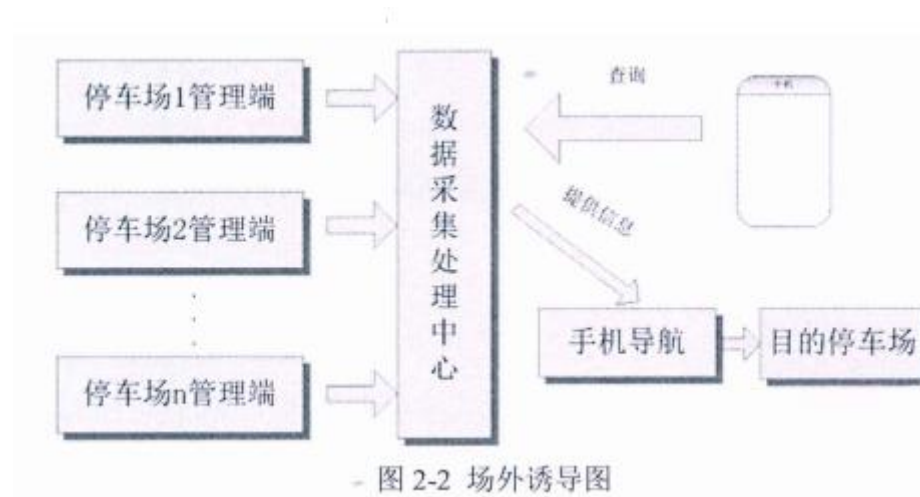 停车场1管理端
停车场2管理端
停车场n管理端
数据采集处理中心
查询
手机
提供信息
手机导航
目的停车场
图 2-2 场外诱导图